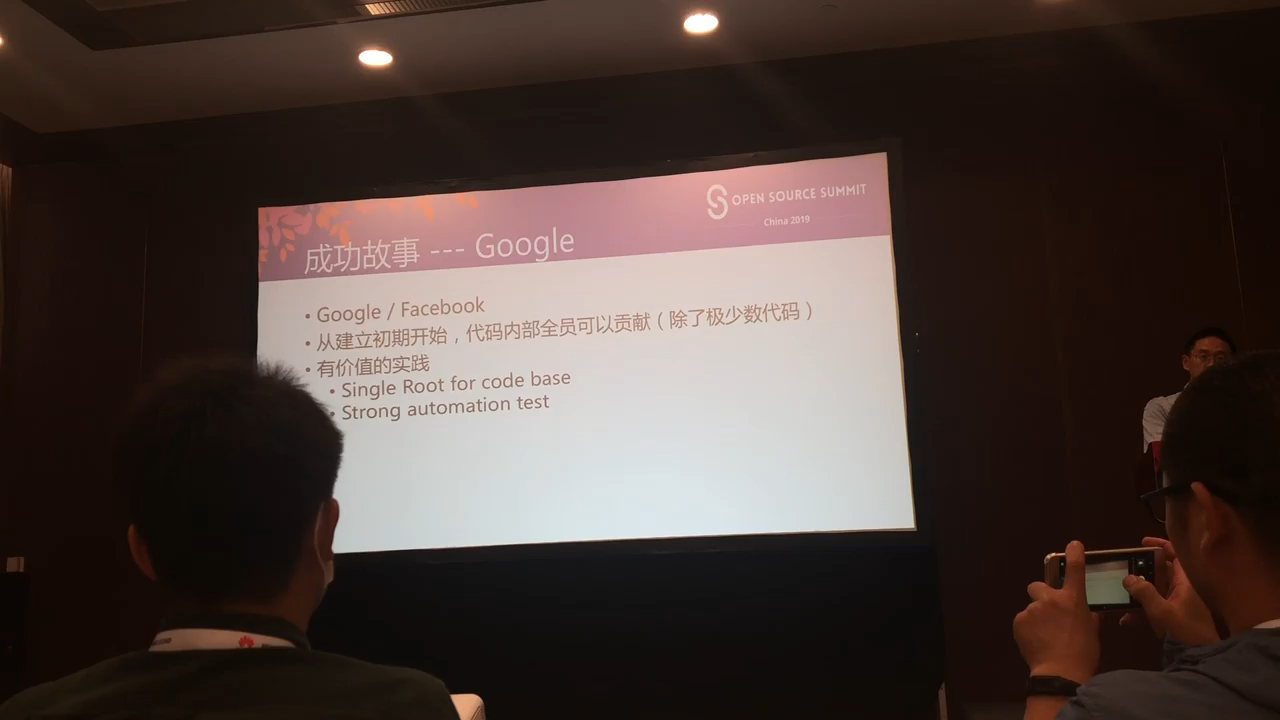 OPEN SOURCE SUMMIT
China 2019
成功故事 --- Google
• Google / Facebook
• 从建立初期开始，代码内部全员可以贡献（除了极少数代码）
• 有价值的实践
• Single Root for code base
• Strong automation test